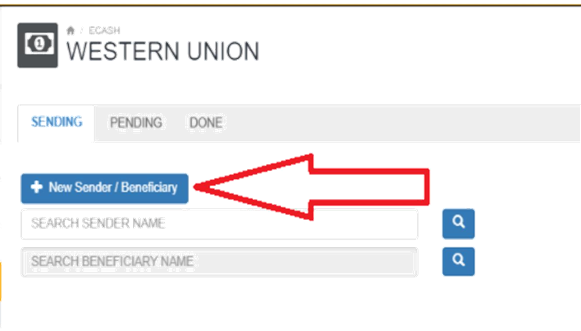 / ECASH
WESTERN UNION
SENDING PENDING DONE
New Sender / Beneficiary
SEARCH SENDER NAME
SEARCH BENEFICIARY NAME